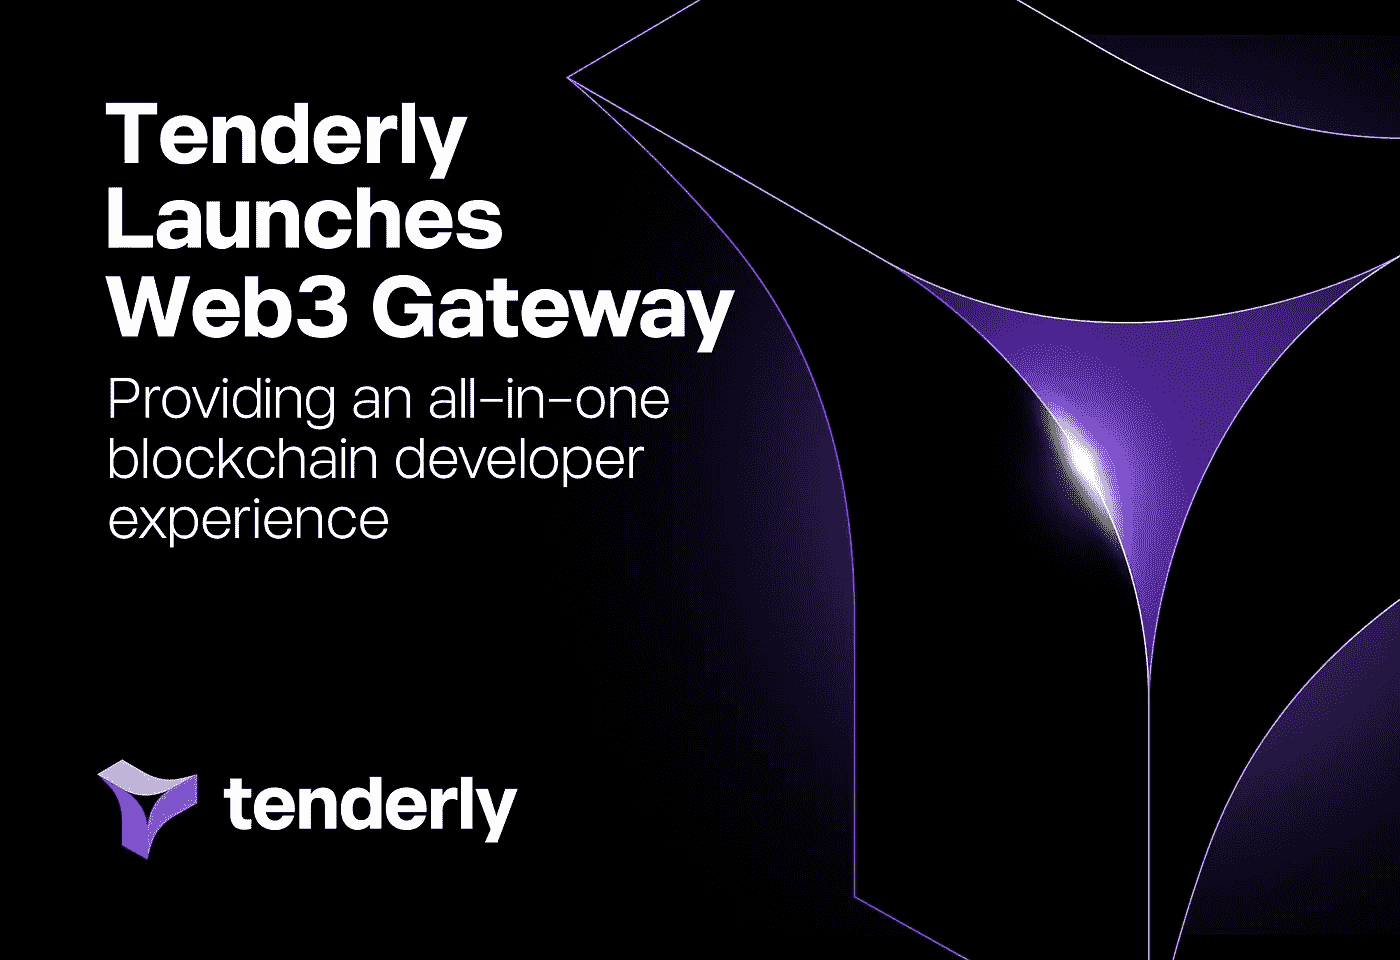 Tenderly
Launches
Web3 Gateway
Providing an all-in-one
blockchain developer
experience
tenderly